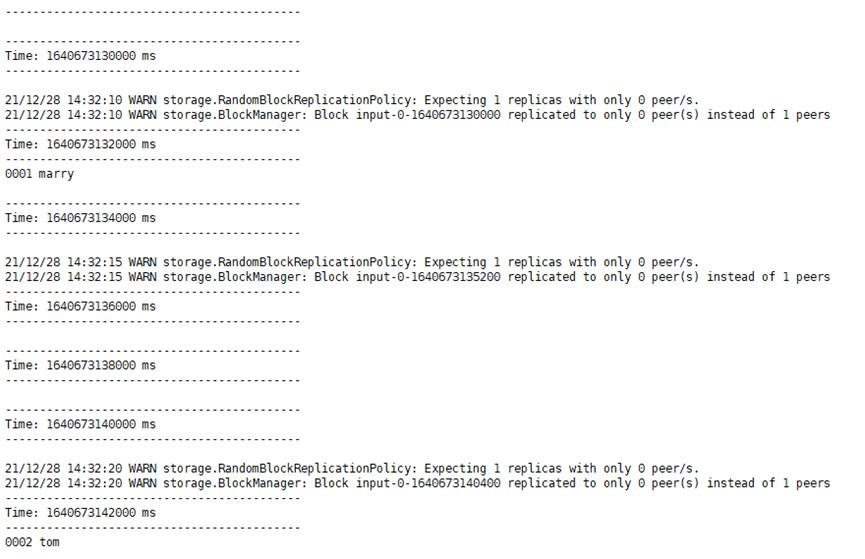 -------------------------------------------
-------------------------------------------
Time: 1640673130000 ms
-------------------------------------------
21/12/28 14:32:10 WARN storage.RandomBlockReplicationPolicy: Expecting 1 replicas with only 0 peer/s.
21/12/28 14:32:10 WARN storage.BlockManager: Block input-0-1640673130000 replicated to only 0 peer(s) instead of 1 peers
-------------------------------------------
Time: 1640673132000 ms
-------------------------------------------
0001 marry
-------------------------------------------
Time: 1640673134000 ms
-------------------------------------------
21/12/28 14:32:15 WARN storage.RandomBlockReplicationPolicy: Expecting 1 replicas with only 0 peer/s.
21/12/28 14:32:15 WARN storage.BlockManager: Block input-0-1640673135200 replicated to only 0 peer(s) instead of 1 peers
-------------------------------------------
Time: 1640673136000 ms
-------------------------------------------
-------------------------------------------
Time: 1640673138000 ms
-------------------------------------------
-------------------------------------------
Time: 1640673140000 ms
-------------------------------------------
21/12/28 14:32:20 WARN storage.RandomBlockReplicationPolicy: Expecting 1 replicas with only 0 peer/s.
21/12/28 14:32:20 WARN storage.BlockManager: Block input-0-1640673140400 replicated to only 0 peer(s) instead of 1 peers
-------------------------------------------
Time: 1640673142000 ms
-------------------------------------------
0002 tom